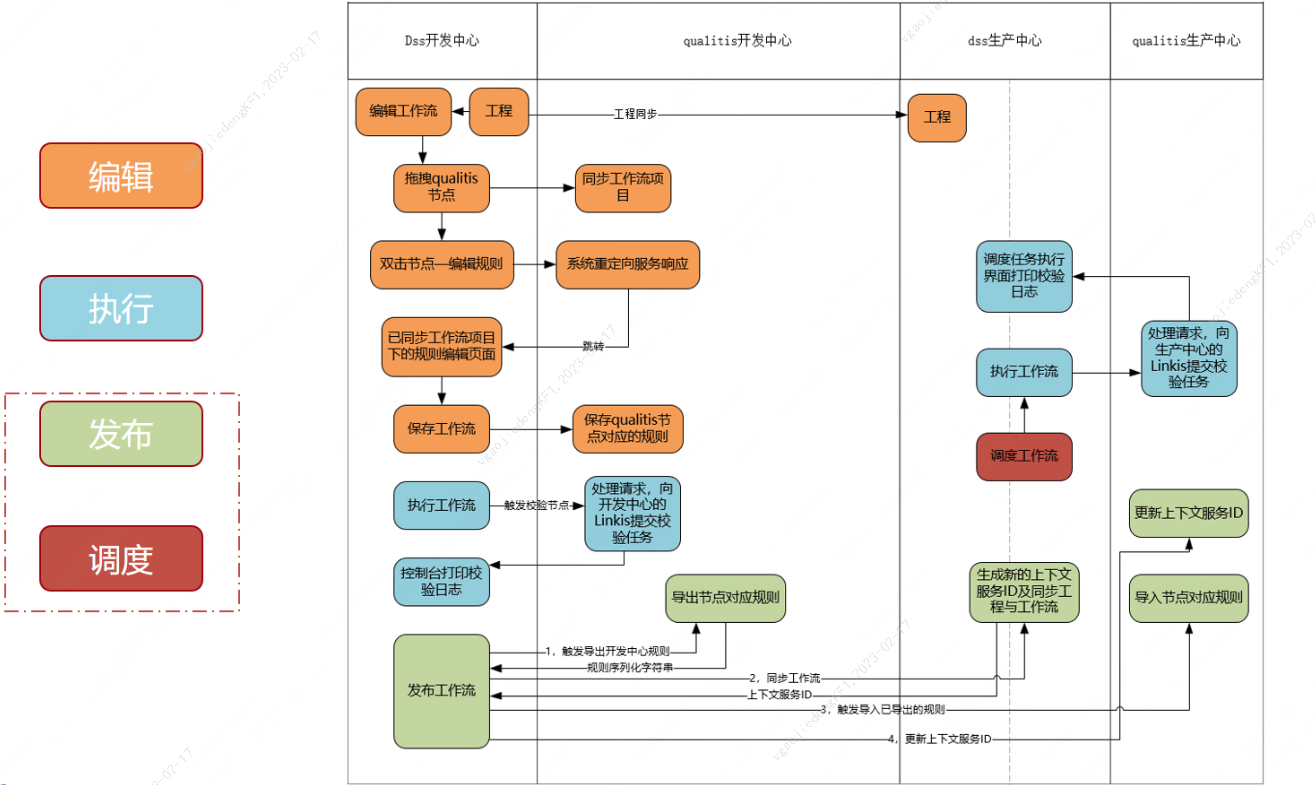 Dss开发中心
qualitis开发中心
dss生产中心
qualitis生产中心
编辑
执行
发布
调度
编辑工作流
工程
工程同步
工程
拖拽qualitis
节点
同步工作流项
目
双击节点—编辑规则
系统重定向服务响应
跳转
已同步工作流项目
下的规则编辑页面
保存工作流
保存qualitis节
点对应的规则
执行工作流
触发校验节点
处理请求，向
开发中心的
Linkis提交校
验任务
控制台打印校
验日志
调度任务执行
界面打印校验
日志
处理请求，向
生产中心的
Linkis提交校
验任务
执行工作流
调度工作流
更新上下文服务ID
导出节点对应规则
生成新的上下文
服务ID及同步工
程与工作流
导入节点对应规则
发布工作流
1，触发导出开发中心规则
规则序列化字符串
2，同步工作流
上下文服务ID
3，触发导入已导出的规则
4，更新上下文服务ID
vgaojiedengKF1,2023-02-17
vgaojiedengKF1,2023-02-17
vgaojiedengKF1,2023-02-17